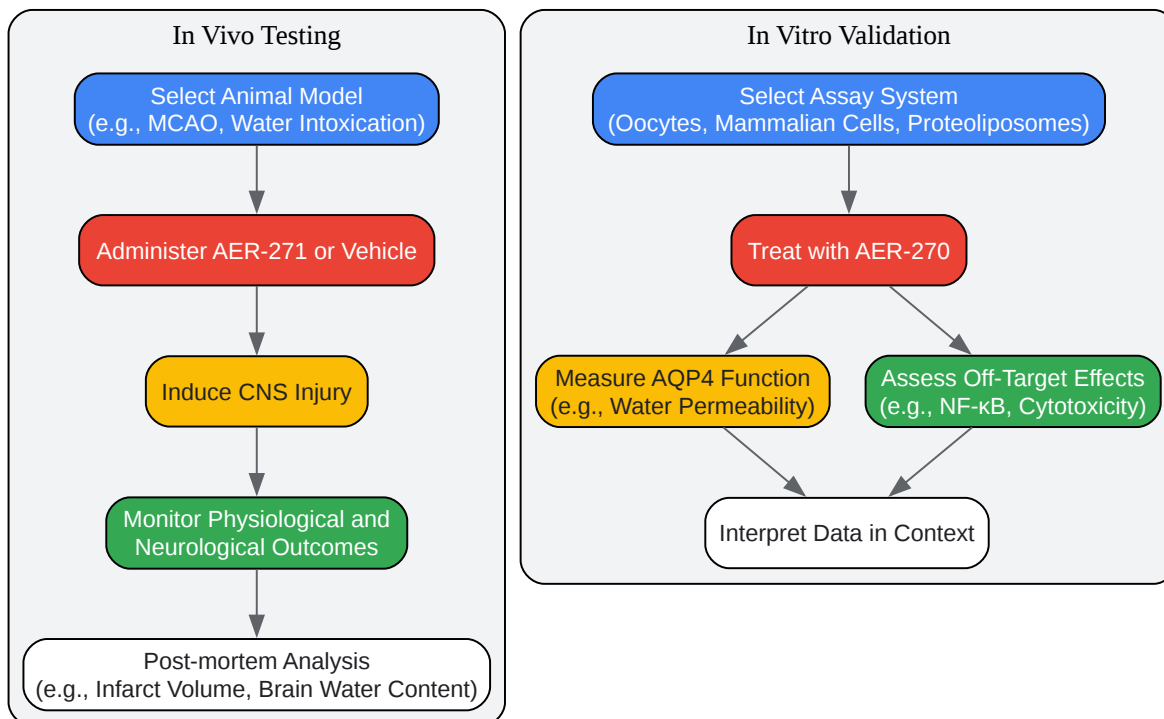 In Vivo Testing
Select Animal Model
(e.g., MCAO, Water Intoxication)
Administer AER-271 or Vehicle
Induce CNS Injury
Monitor Physiological and
Neurological Outcomes
Post-mortem Analysis
(e.g., Infarct Volume, Brain Water Content)
In Vitro Validation
Select Assay System
(Oocytes, Mammalian Cells, Proteoliposomes)
Treat with AER-270
Measure AQP4 Function
(e.g., Water Permeability)
Assess Off-Target Effects
(e.g., NF-κB, Cytotoxicity)
Interpret Data in Context